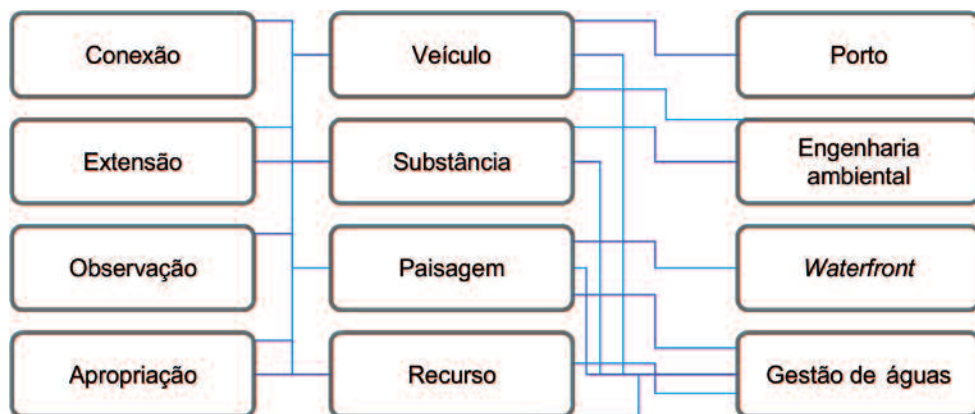 Conexão
Veículo
Porto
Extensão
Substância
Engenharia
ambiental
Observação
Paisagem
Waterfront
Apropriação
Recurso
Gestão de águas